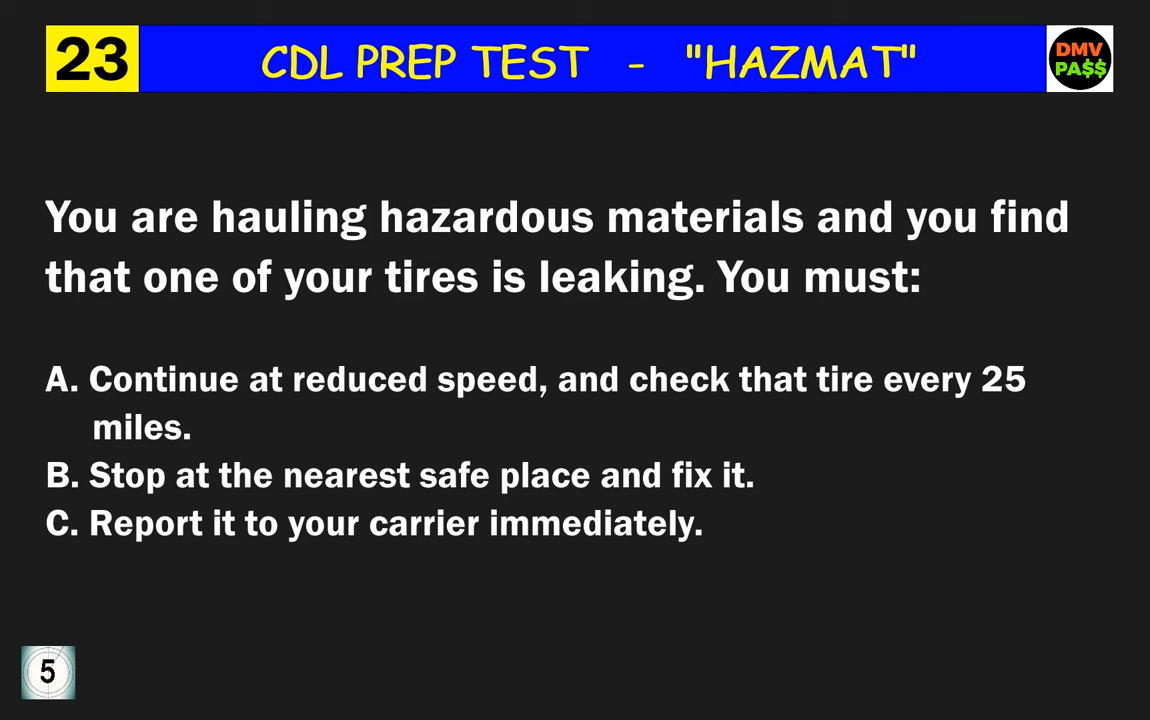 23
CDL PREP TEST - "HAZMAT"
DMV
PA$$
You are hauling hazardous materials and you find
that one of your tires is leaking. You must:
A. Continue at reduced speed, and check that tire every 25
miles.
B. Stop at the nearest safe place and fix it.
C. Report it to your carrier immediately.
5